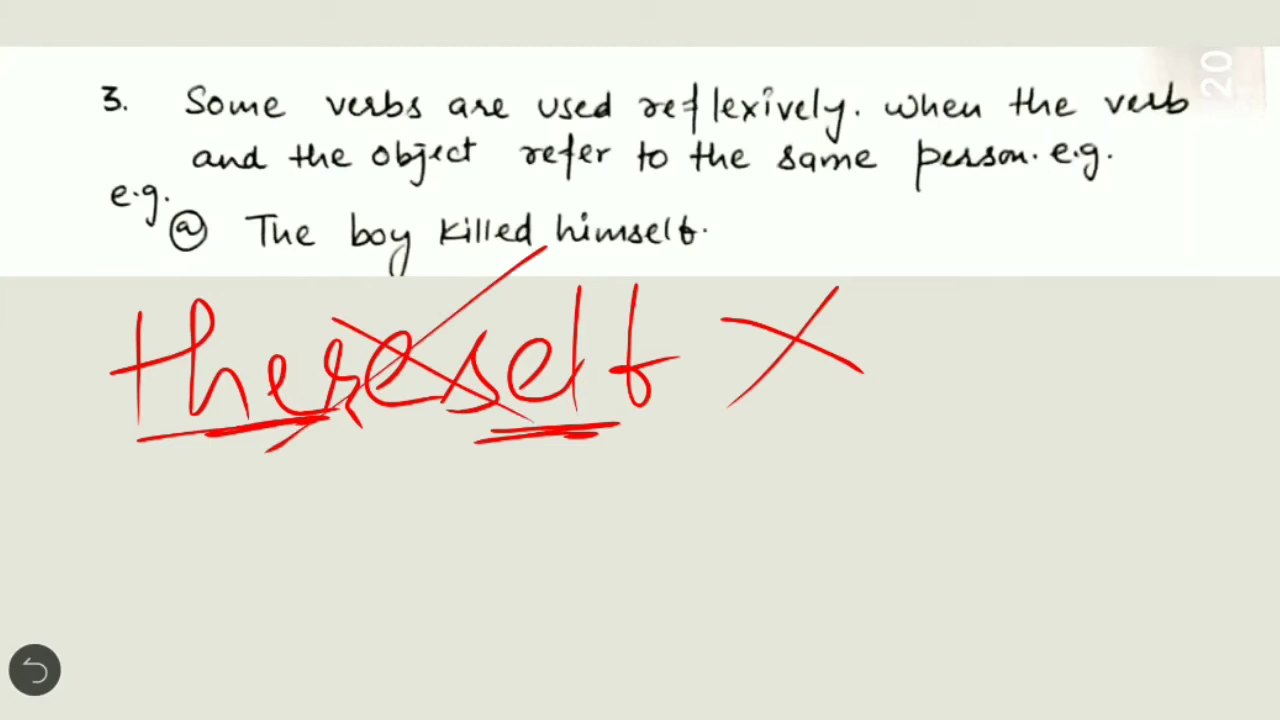 3. Some verbs are used reflexively. When the verb
and the object refer to the same person. e.g.
e.g.
(a) The boy killed himself.
thereself ×
20